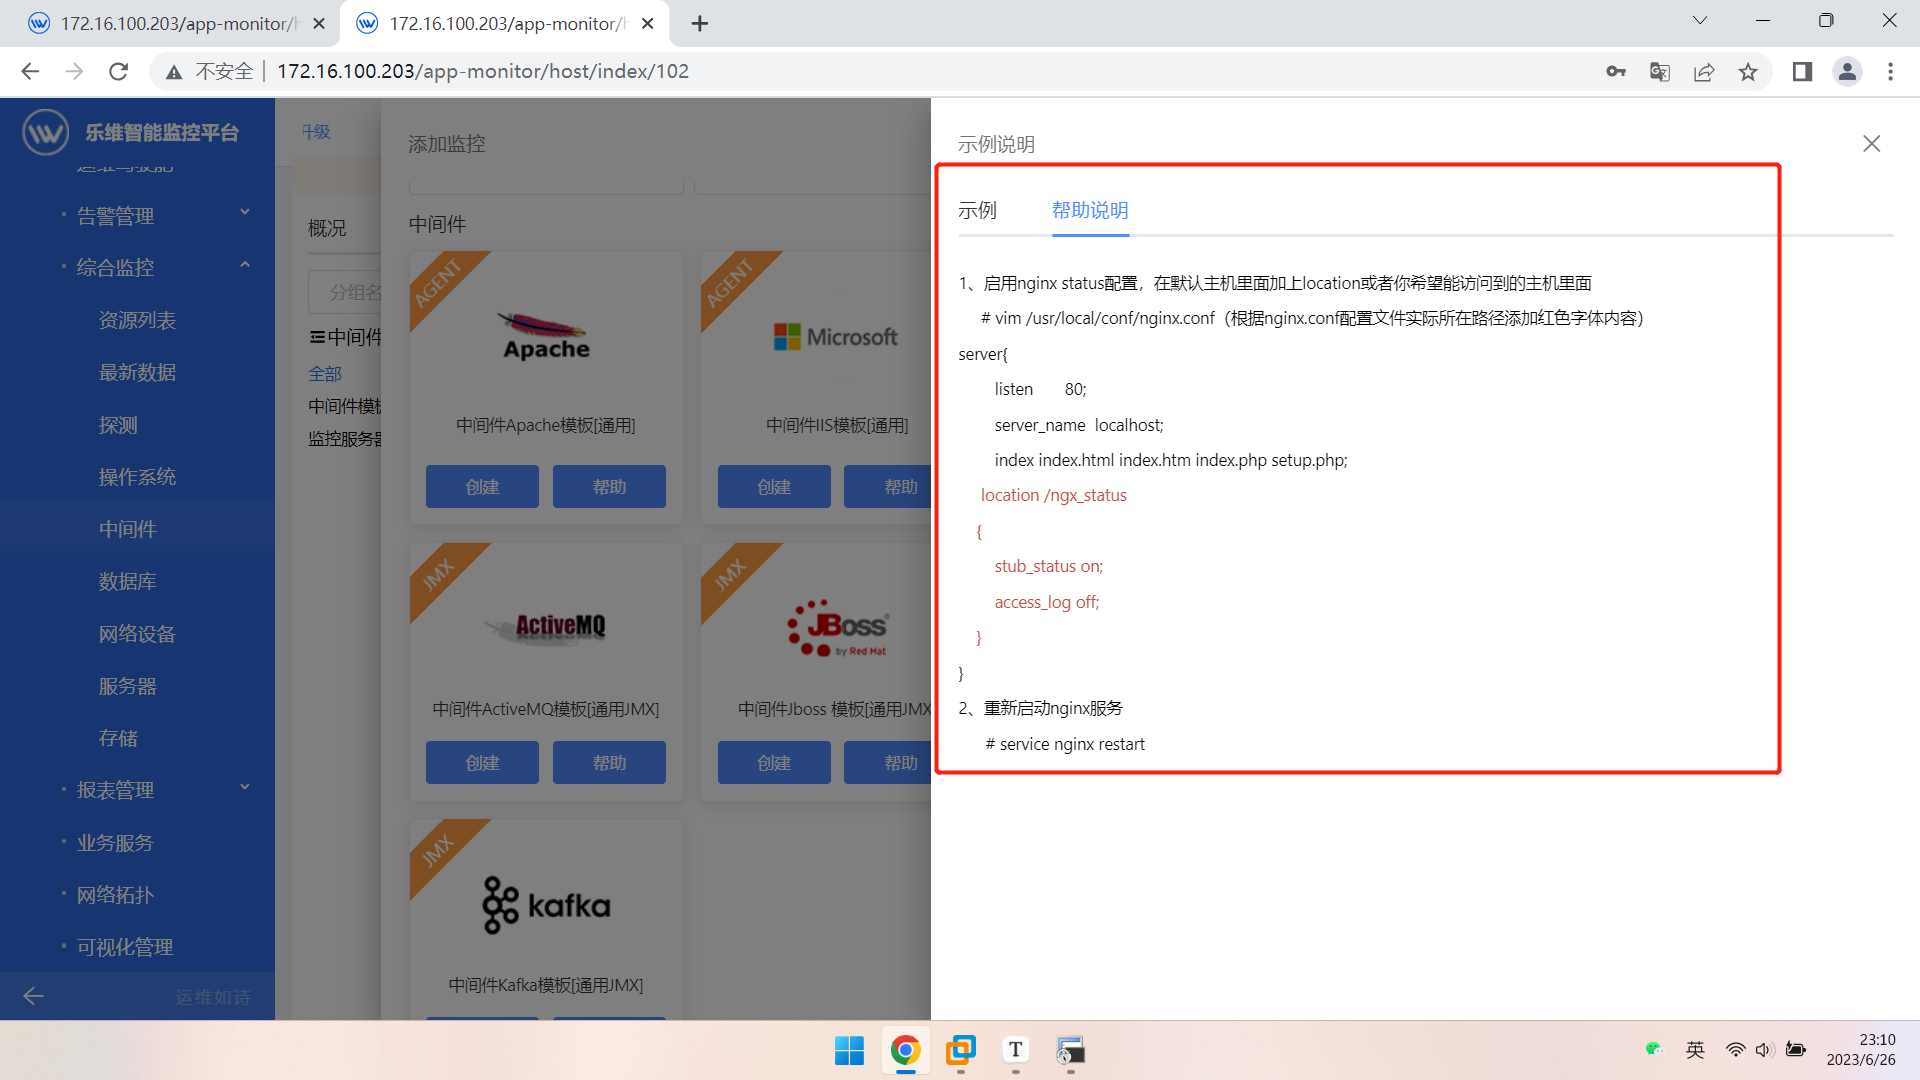 172.16.100.203/app-monitor/h
172.16.100.203/app-monitor/h
不安全
172.16.100.203/app-monitor/host/index/102
乐维智能监控平台
告警管理
综合监控
资源列表
最新数据
探测
操作系统
中间件
数据库
网络设备
服务器
存储
报表管理
业务服务
网络拓扑
可视化管理
运维如诗
升级
概况
分组名
中间件
全部
中间件模板
监控服务器
添加监控
中间件
AGENT
Apache
中间件Apache模板[通用]
创建
帮助
AGENT
Microsoft
中间件IIS模板[通用]
创建
帮助
JMX
ActiveMQ
中间件ActiveMQ模板[通用JMX]
创建
帮助
JMX
JBoss
by Red Hat
中间件Jboss 模板[通用JMX
创建
帮助
JMX
kafka
中间件Kafka模板[通用JMX]
示例说明
示例
帮助说明
1、启用nginx status配置，在默认主机里面加上location或者你希望能访问到的主机里面
# vim /usr/local/conf/nginx.conf（根据nginx.conf配置文件实际所在路径添加红色字体内容）
server{
listen 80;
server_name localhost;
index index.html index.htm index.php setup.php;
location /ngx_status
{
stub_status on;
access_log off;
}
}
2、重新启动nginx服务
# service nginx restart
英
23:10
2023/6/26